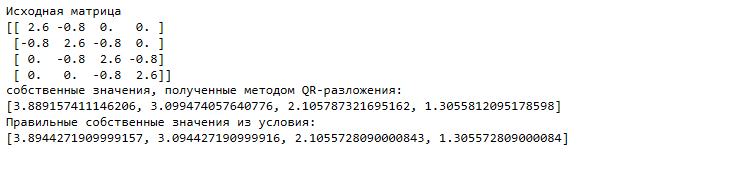 Исходная матрица
[[ 2.6 -0.8  0.   0. ]
 [-0.8  2.6 -0.8  0. ]
 [ 0.  -0.8  2.6 -0.8]
 [ 0.   0.  -0.8  2.6]]
собственные значения, полученные методом QR-разложения:
[3.889157411146206, 3.099474057640776, 2.105787321695162, 1.3055812095178598]
Правильные собственные значения из условия:
[3.8944271909999157, 3.094427190999916, 2.1055728090000843, 1.305572809000084]